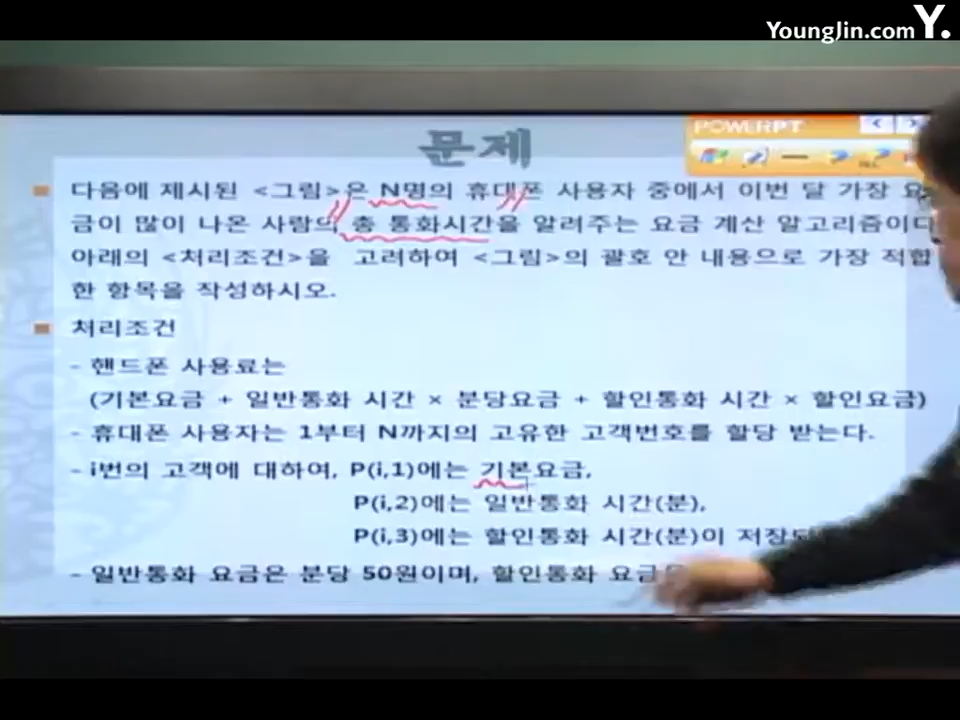 YoungJin.com Y.
문제
POWERPT
다음에 제시된 <그림>은 N명의 휴대폰 사용자 중에서 이번 달 가장 요
금이 많이 나온 사람의 총 통화시간을 알려주는 요금 계산 알고리즘이다
아래의 <처리조건>을 고려하여 <그림>의 괄호 안 내용으로 가장 적합
한 항목을 작성하시오.
처리조건
- 핸드폰 사용료는
(기본요금 + 일반통화 시간 × 분당요금 + 할인통화 시간 × 할인요금)
- 휴대폰 사용자는 1부터 N까지의 고유한 고객번호를 할당 받는다.
- i번의 고객에 대하여, P(i,1)에는 기본요금,
P(i,2)에는 일반통화 시간(분),
P(i,3)에는 할인통화 시간(분)이
- 일반통화 요금은 분당 50원이며, 할인통화